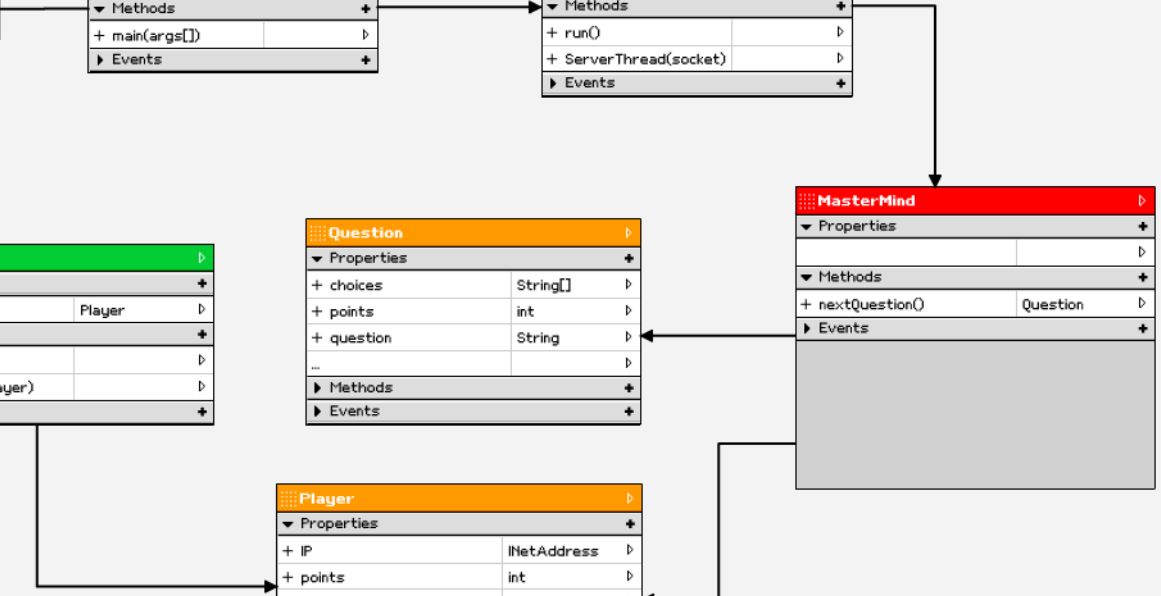 Methods
+ main(args[])
Events
Methods
+ run()
+ ServerThread(socket)
Events
MasterMind
Properties
Methods
+ nextQuestion() Question
Events
Question
Properties
+ choices String[]
+ points int
+ question String
...
Methods
Events
Player
Properties
+ IP INetAddress
+ points int
Player